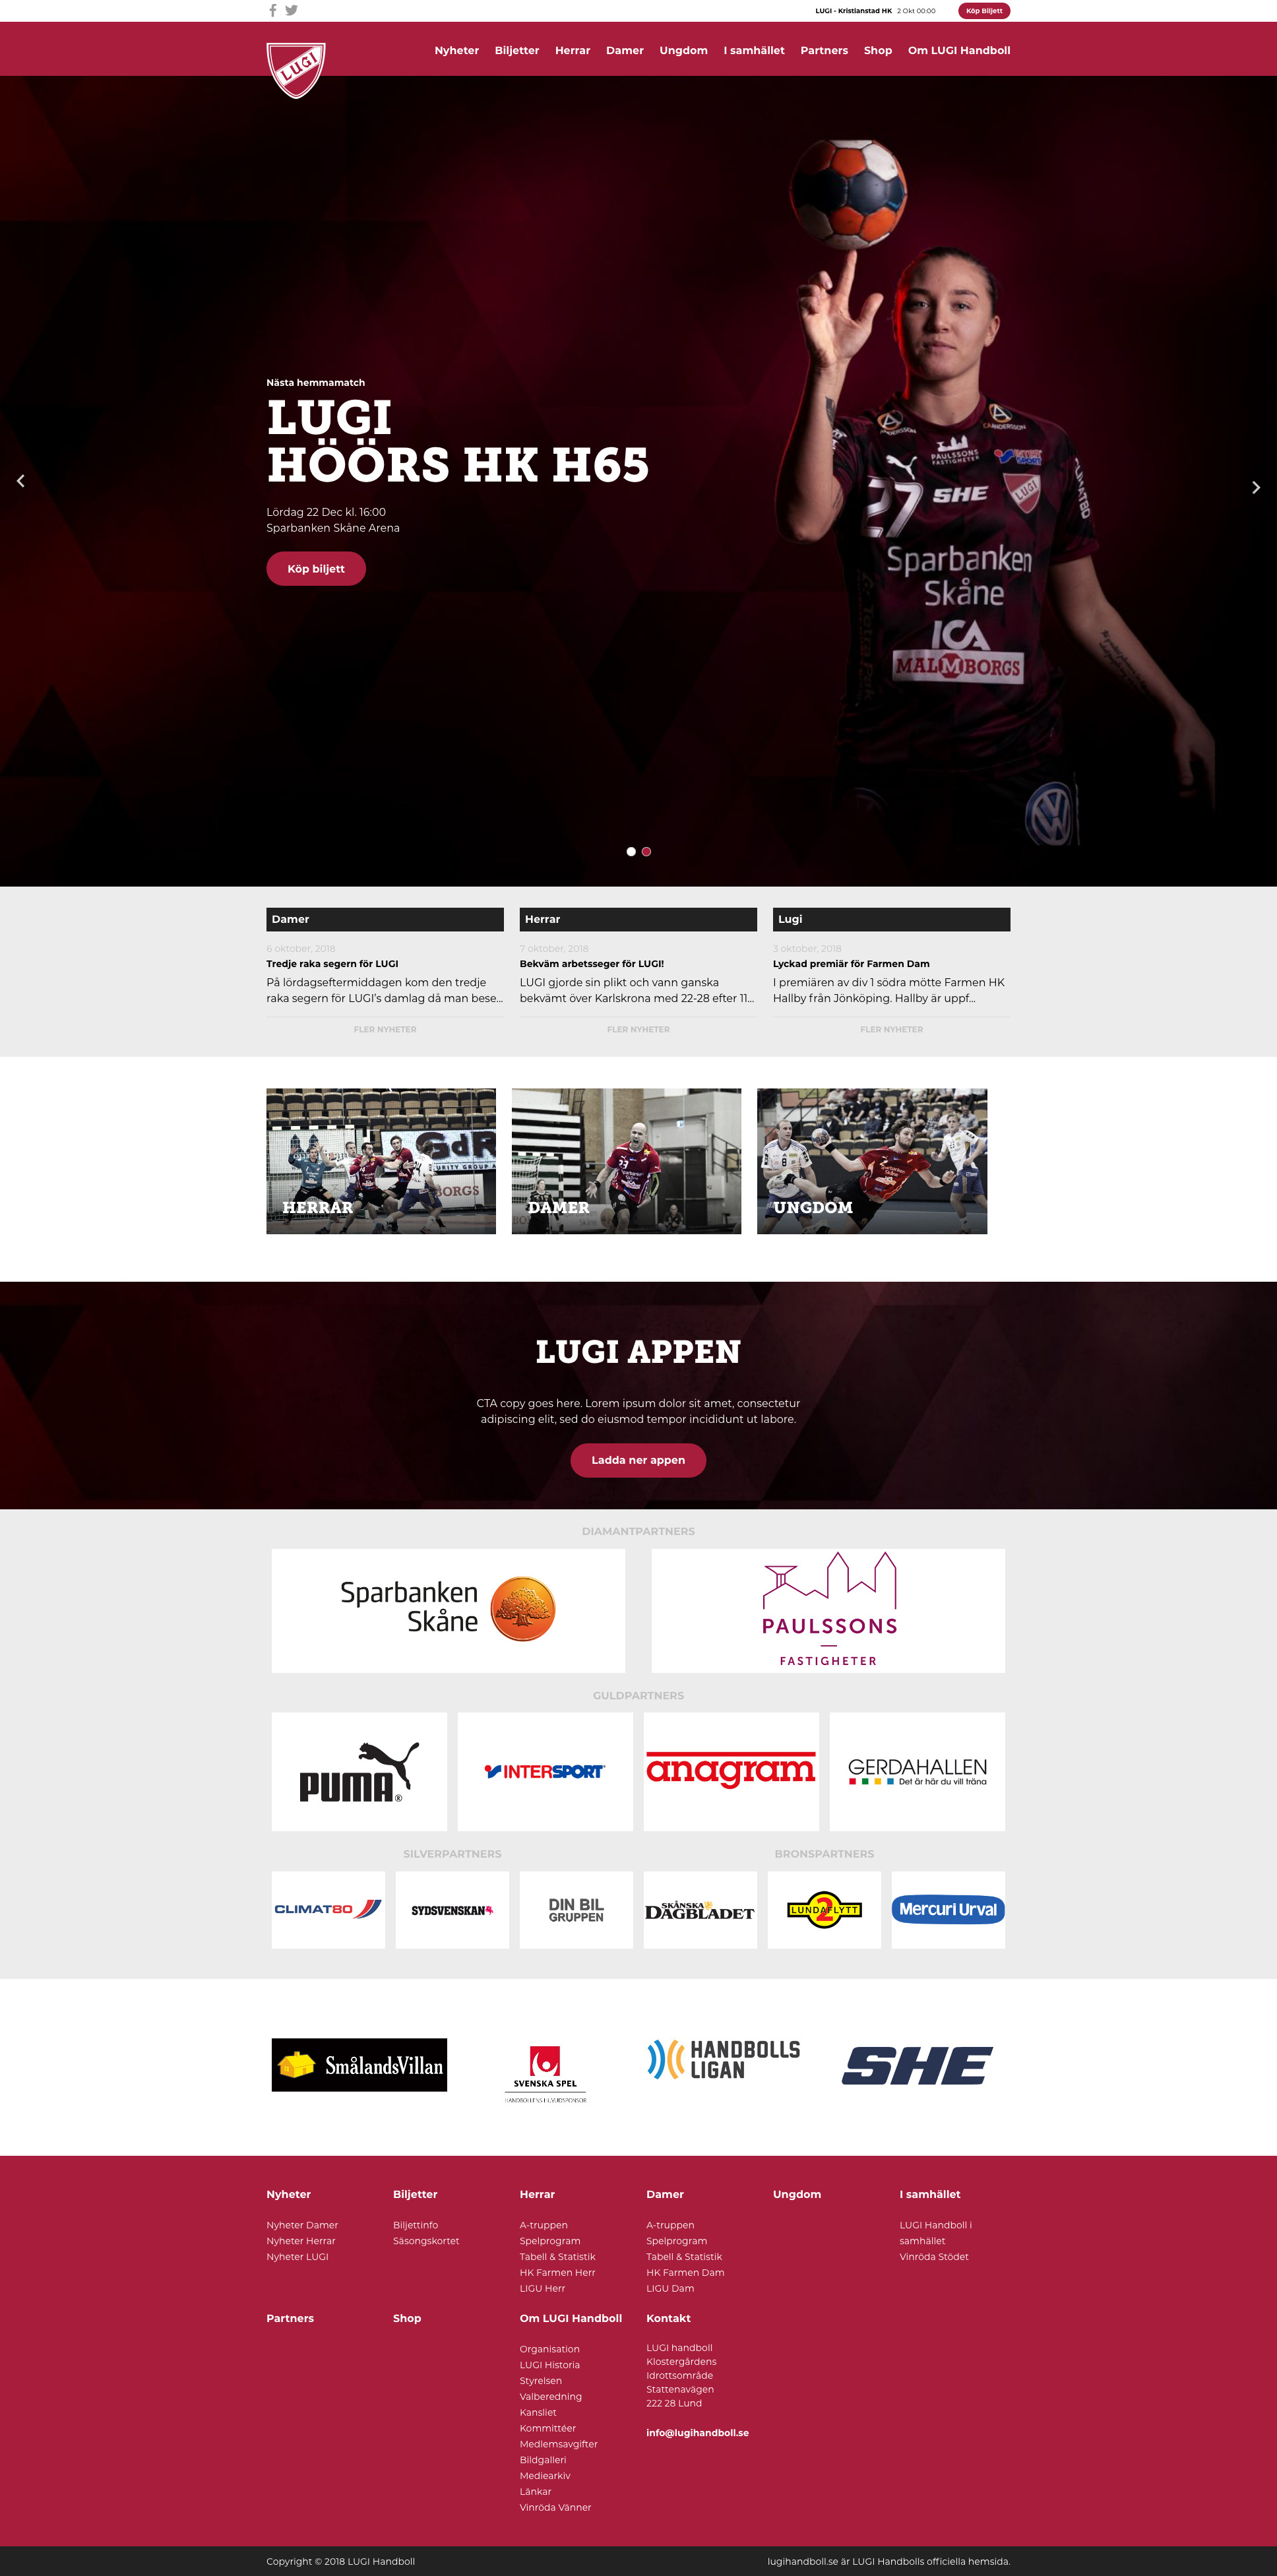 LUGI - Kristianstad HK 2 Okt 00:00 Köp Biljett
LUGI
Nyheter Biljetter Herrar Damer Ungdom I samhället Partners Shop Om LUGI Handboll
Nästa hemmamatch
LUGI
HÖÖRS HK H65
Lördag 22 Dec kl. 16:00
Sparbanken Skåne Arena
Köp biljett
ANDERSSON
CA ANDERSSON
PAULSSONS
FASTIGHETER
INTER
SPORT
LUGI
27 SHE
Sparbanken
Skåne
ICA
MALMBORGS
Damer
6 oktober, 2018
Tredje raka segern för LUGI
På lördagseftermiddagen kom den tredje
raka segern för LUGI's damlag då man bese...
FLER NYHETER
Herrar
7 oktober, 2018
Bekväm arbetsseger för LUGI!
LUGI gjorde sin plikt och vann ganska
bekvämt över Karlskrona med 22-28 efter 11...
FLER NYHETER
Lugi
3 oktober, 2018
Lyckad premiär för Farmen Dam
I premiären av div 1 södra mötte Farmen HK
Hallby från Jönköping. Hallby är uppf...
FLER NYHETER
HERRAR
DAMER
UNGDOM
LUGI APPEN
CTA copy goes here. Lorem ipsum dolor sit amet, consectetur
adipiscing elit, sed do eiusmod tempor incididunt ut labore.
Ladda ner appen
DIAMANTPARTNERS
Sparbanken
Skåne
PAULSSONS
FASTIGHETER
GULDPARTNERS
PUMA®
INTERSPORT
anagram
GERDAHALLEN
Det är här du vill träna
SILVERPARTNERS
BRONSPARTNERS
CLIMAT80
SYDSVENSKAN
DIN BIL
GRUPPEN
SKÅNSKA
DAGBLADET
LUNDAFLYTT
2
Mercuri Urval
SmålandsVillan
SVENSKA SPEL
HANDBOLLENS HUVUDSPONSOR
HANDBOLLS
LIGAN
SHE
Nyheter
Nyheter Damer
Nyheter Herrar
Nyheter LUGI
Biljetter
Biljettinfo
Säsongskortet
Herrar
A-truppen
Spelprogram
Tabell & Statistik
HK Farmen Herr
LIGU Herr
Damer
A-truppen
Spelprogram
Tabell & Statistik
HK Farmen Dam
LIGU Dam
Ungdom
I samhället
LUGI Handboll i
samhället
Vinröda Stödet
Partners
Shop
Om LUGI Handboll
Organisation
LUGI Historia
Styrelsen
Valberedning
Kansliet
Kommittéer
Medlemsavgifter
Bildgalleri
Mediearkiv
Länkar
Vinröda Vänner
Kontakt
LUGI handboll
Klostergårdens
Idrottsområde
Stattenavägen
222 28 Lund
info@lugihandboll.se
Copyright © 2018 LUGI Handboll
lugihandboll.se är LUGI Handbolls officiella hemsida.